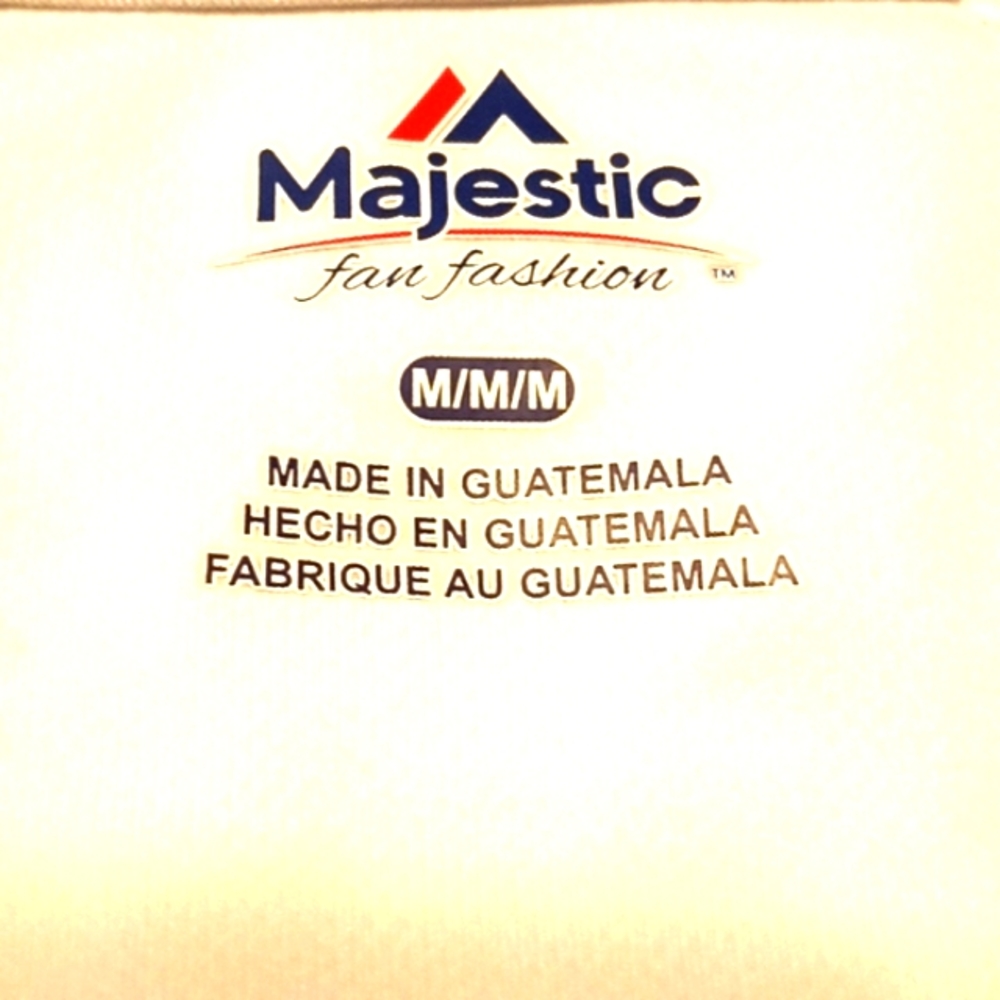 Majestic
fan fashion ™
M/M/M
MADE IN GUATEMALA
HECHO EN GUATEMALA
FABRIQUE AU GUATEMALA